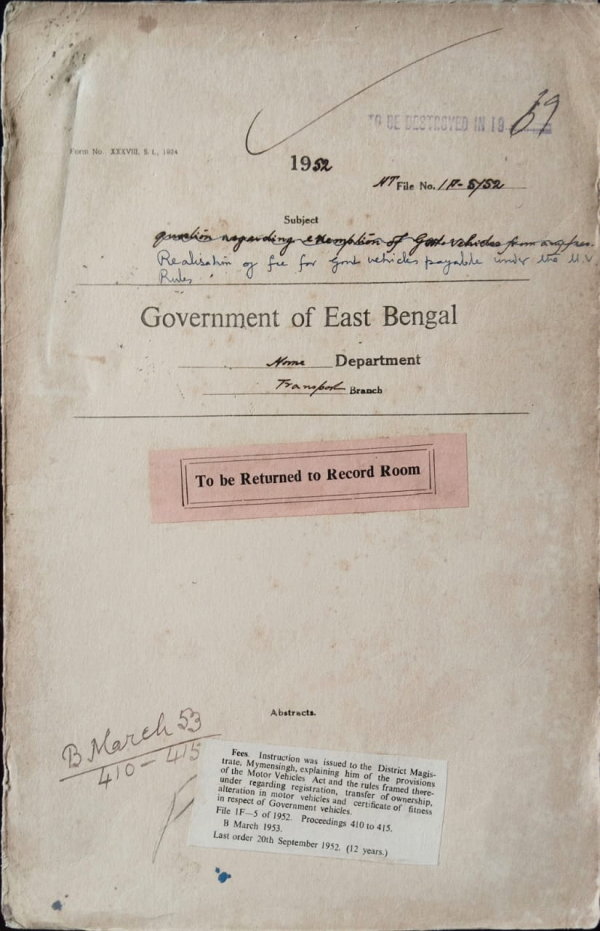 TO BE DESTROYED IN 19 69
Form No. XXXVIII, S. I., 1924
1952
MT File No. 1F-5/52
Subject
question regarding exemption of Govt. vehicles from
Realisation of fee for Govt vehicles payable under the M.V
Rules
Government of East Bengal
Home Department
Transport Branch
To be Returned to Record Room
Abstracts.
B March 53
410-415
Fees. Instruction was issued to the District Magis-
trate, Mymensingh, explaining him of the provisions
of the Motor Vehicles Act and the rules framed there-
under regarding registration, transfer of ownership,
alteration in motor vehicles and certificate of fitness
in respect of Government vehicles.
File 1F—5 of 1952. Proceedings 410 to 415.
B March 1953.
Last order 20th September 1952. (12 years.)